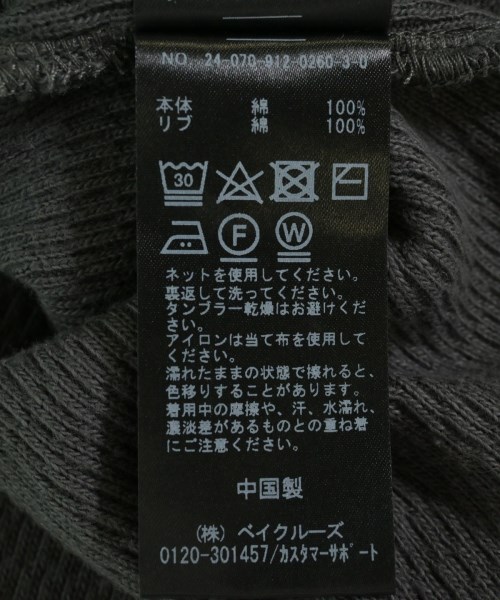 NO. 24-070-912-0260-3-0
本体 綿 100%
リブ 綿 100%
30
F W
ネットを使用してください。
裏返して洗ってください。
タンブラー乾燥はお避けくださ
い。
アイロンは当て布を使用して
ください。
濡れたままの状態で擦れると、
色移りすることがあります。
着用中の摩擦や、汗、水濡れ、
濃淡差があるものとの重ね着
にご注意ください。
中国製
(株) ベイクルーズ
0120-301457/カスタマーサポート